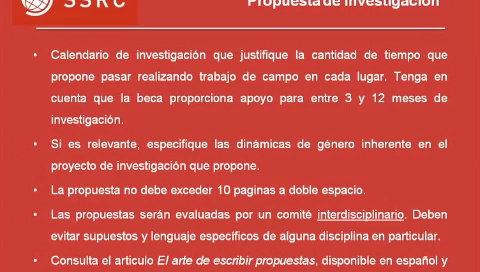 SSRC
Propuesta de Investigación
• Calendario de investigación que justifique la cantidad de tiempo que
propone pasar realizando trabajo de campo en cada lugar. Tenga en
cuenta que la beca proporciona apoyo para entre 3 y 12 meses de
investigación.
• Si es relevante, especifique las dinámicas de género inherente en el
proyecto de investigación que propone.
• La propuesta no debe exceder 10 paginas a doble espacio.
• Las propuestas serán evaluadas por un comité interdisciplinario. Deben
evitar supuestos y lenguaje específicos de alguna disciplina en particular.
• Consulta el articulo El arte de escribir propuestas, disponible en español y